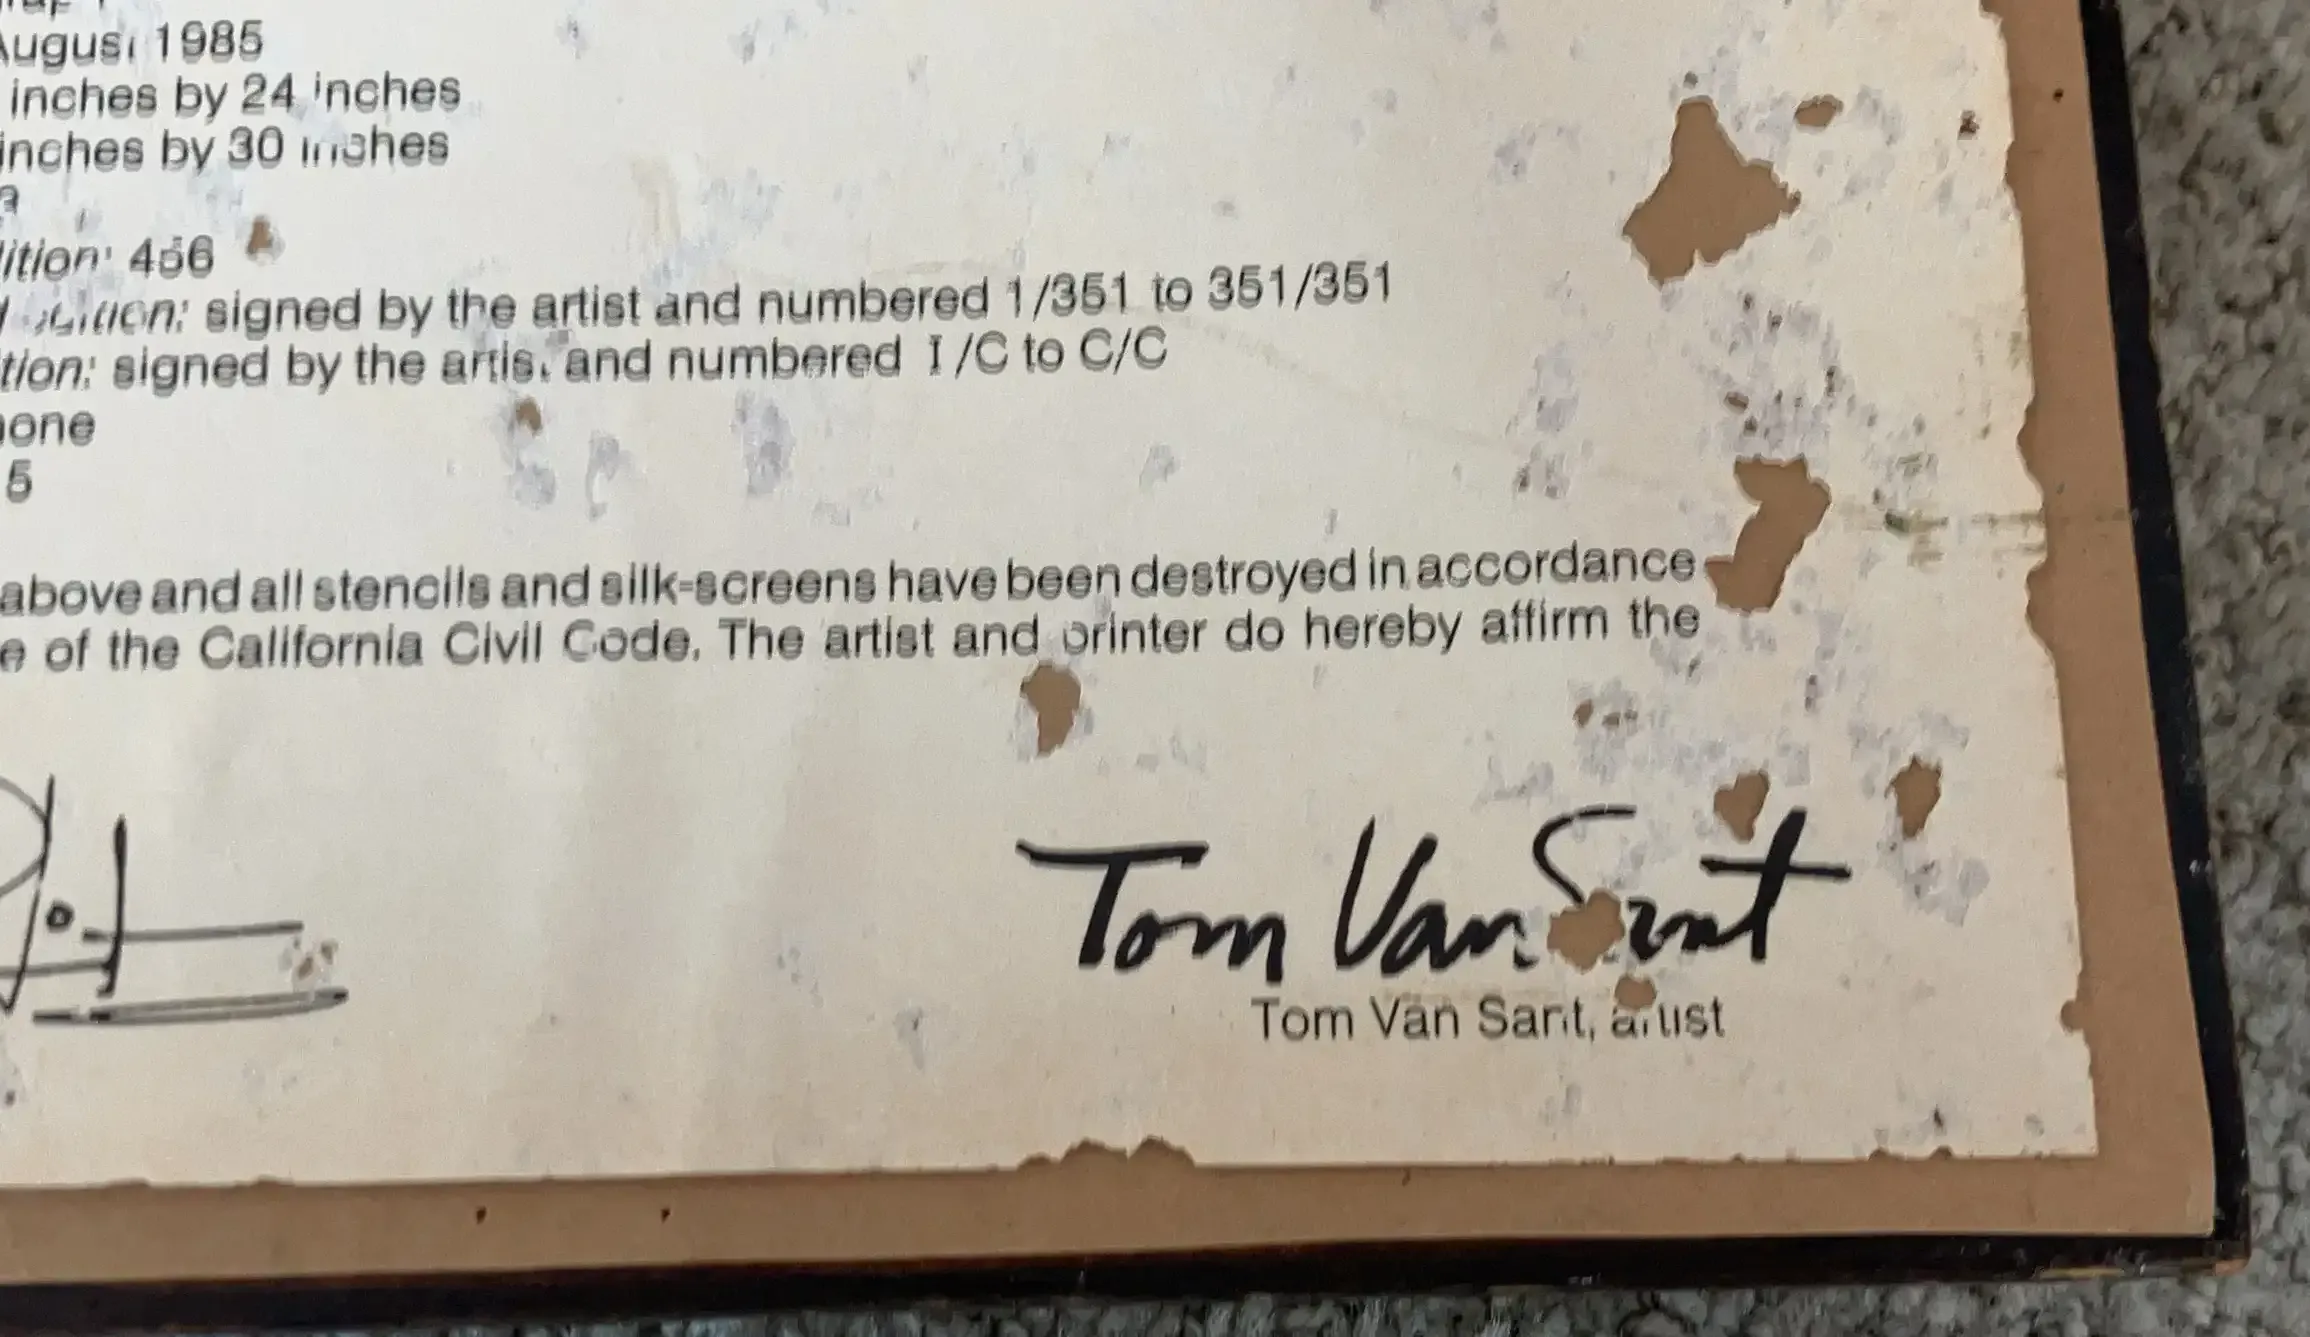 August 1985
inches by 24 inches
inches by 30 inches
ition: 456
signed by the artist and numbered 1/351 to 351/351
tion: signed by the artist and numbered I/C to C/C
none
5
above and all stencils and silk-screens have been destroyed in accordance
e of the California Civil Code. The artist and printer do hereby affirm the
Tom Van Sant
Tom Van Sant, artist